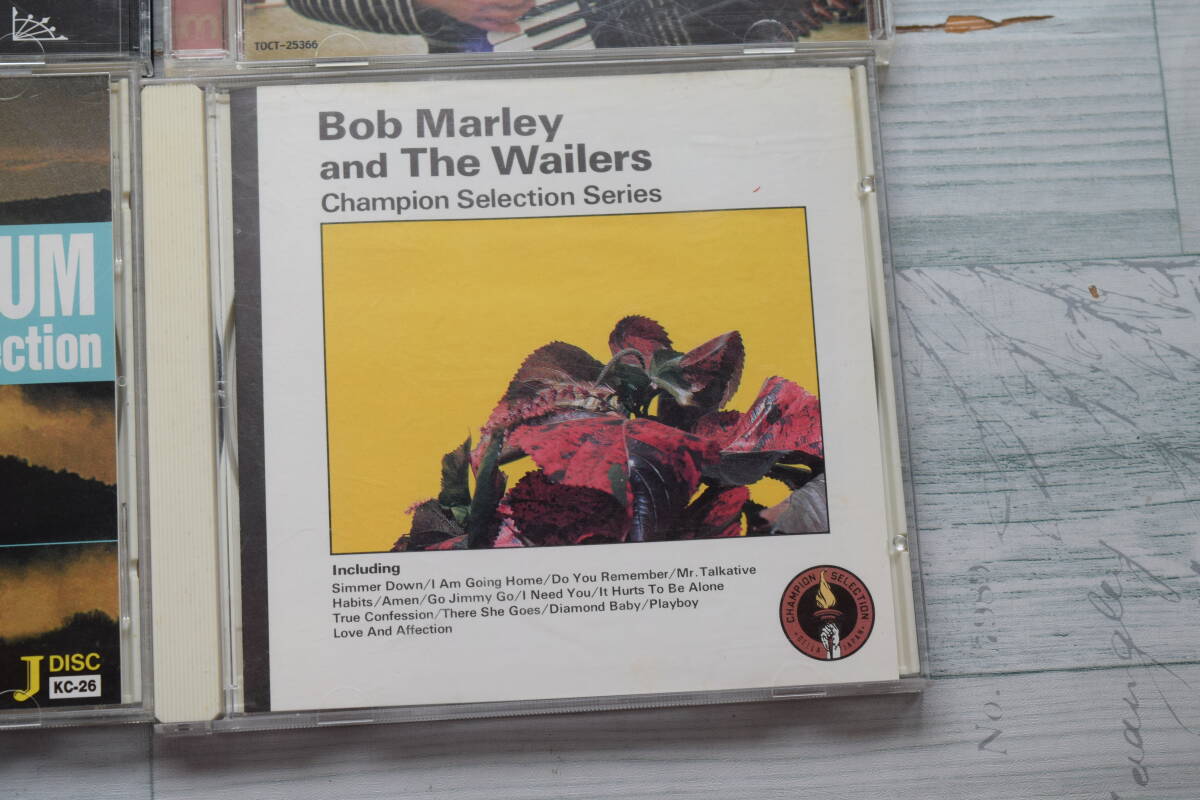 TOCT-25366
Bob Marley
and The Wailers
Champion Selection Series
UM
ection
Including
Simmer Down/I Am Going Home/Do You Remember/Mr. Talkative
Habits/Amen/Go Jimmy Go/I Need You/It Hurts To Be Alone
True Confession/There She Goes/Diamond Baby/Playboy
Love And Affection
CHAMPION SELECTION
JAPAN
J DISC
KC-26
No.